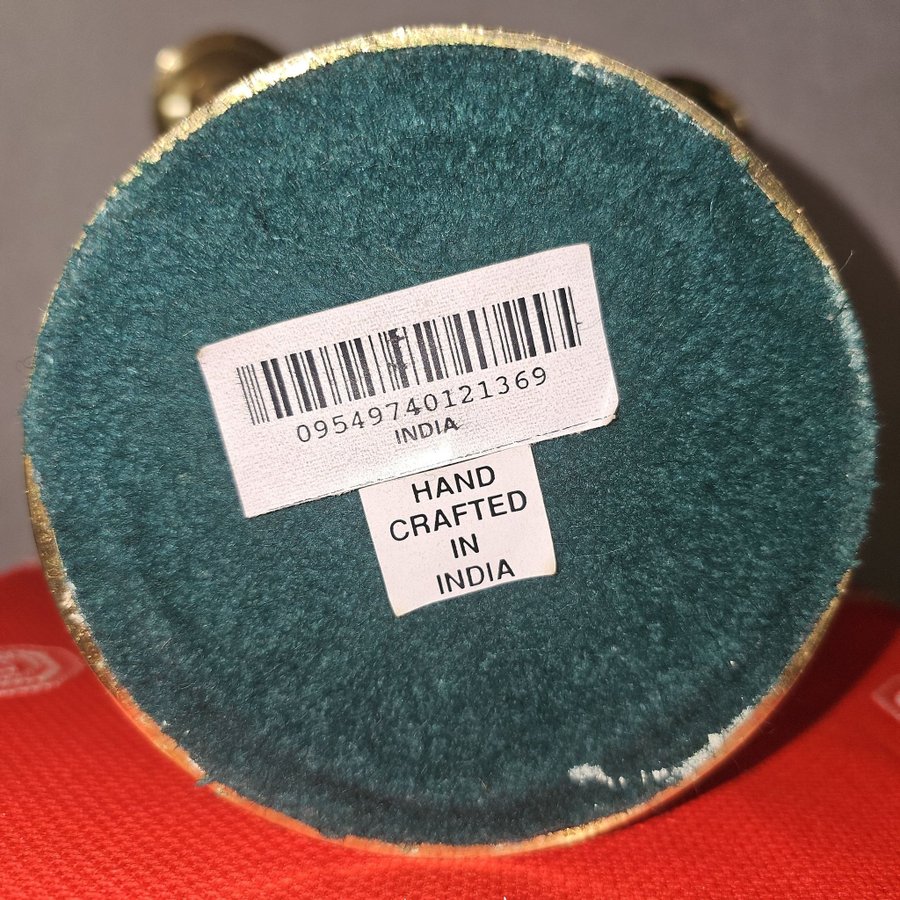 09549740121369
INDIA
HAND
CRAFTED
IN
INDIA